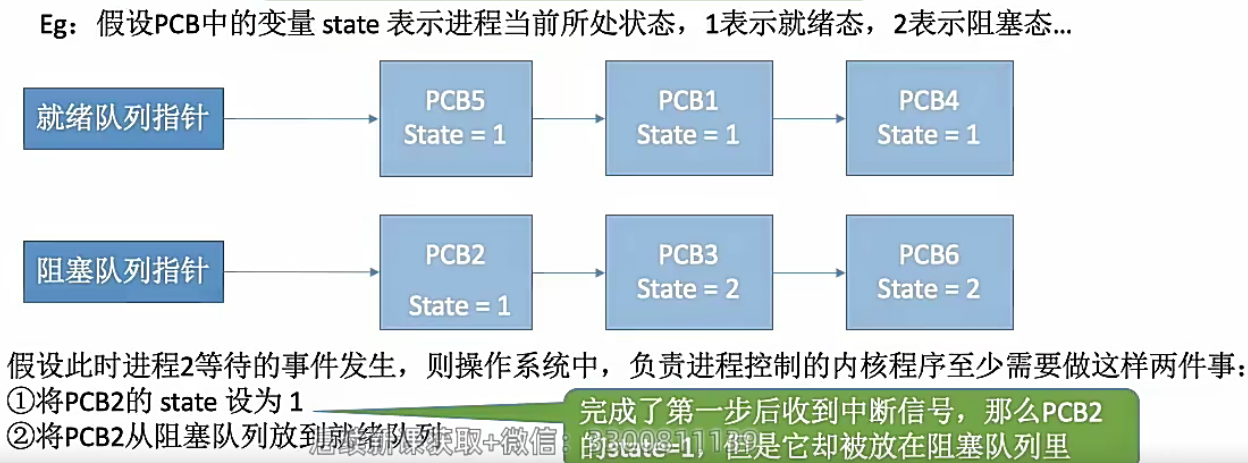 Eg：假设PCB中的变量 state 表示进程当前所处状态，1表示就绪态，2表示阻塞态...
就绪队列指针
PCB5
State = 1
PCB1
State = 1
PCB4
State = 1
阻塞队列指针
PCB2
State = 1
PCB3
State = 2
PCB6
State = 2
假设此时进程2等待的事件发生，则操作系统中，负责进程控制的内核程序至少需要做这样两件事：
①将PCB2的 state 设为 1
②将PCB2从阻塞队列放到就绪队列
完成了第一步后收到中断信号，那么PCB2
的state=1，但是它却被放在阻塞队列里
获取+微信：